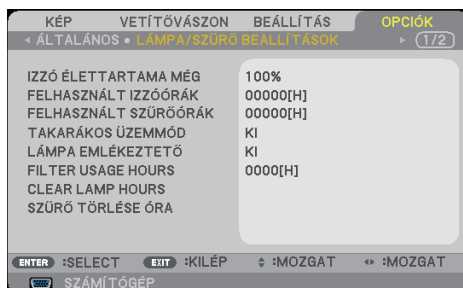 KÉP VETÍTŐVÁSZON BEÁLLÍTÁS OPCIÓK
ÁLTALÁNOS • LÁMPA/SZŰRŐ BEALLÍTÁSOK (1/2)
IZZÓ ÉLETTARTAMA MÉG 100%
FELHASZNÁLT IZZÓÓRÁK 00000[H]
FELHASZNÁLT SZŰRŐÓRÁK 00000[H]
TAKARÁKOS ÜZEMMÓD KI
LÁMPA EMLÉKEZTETŐ KI
FILTER USAGE HOURS 0000[H]
CLEAR LAMP HOURS
SZŰRŐ TÖRLÉSE ÓRA
ENTER :SELECT EXIT :KILÉP :MOZGAT :MOZGAT
SZÁMÍTÓGÉP